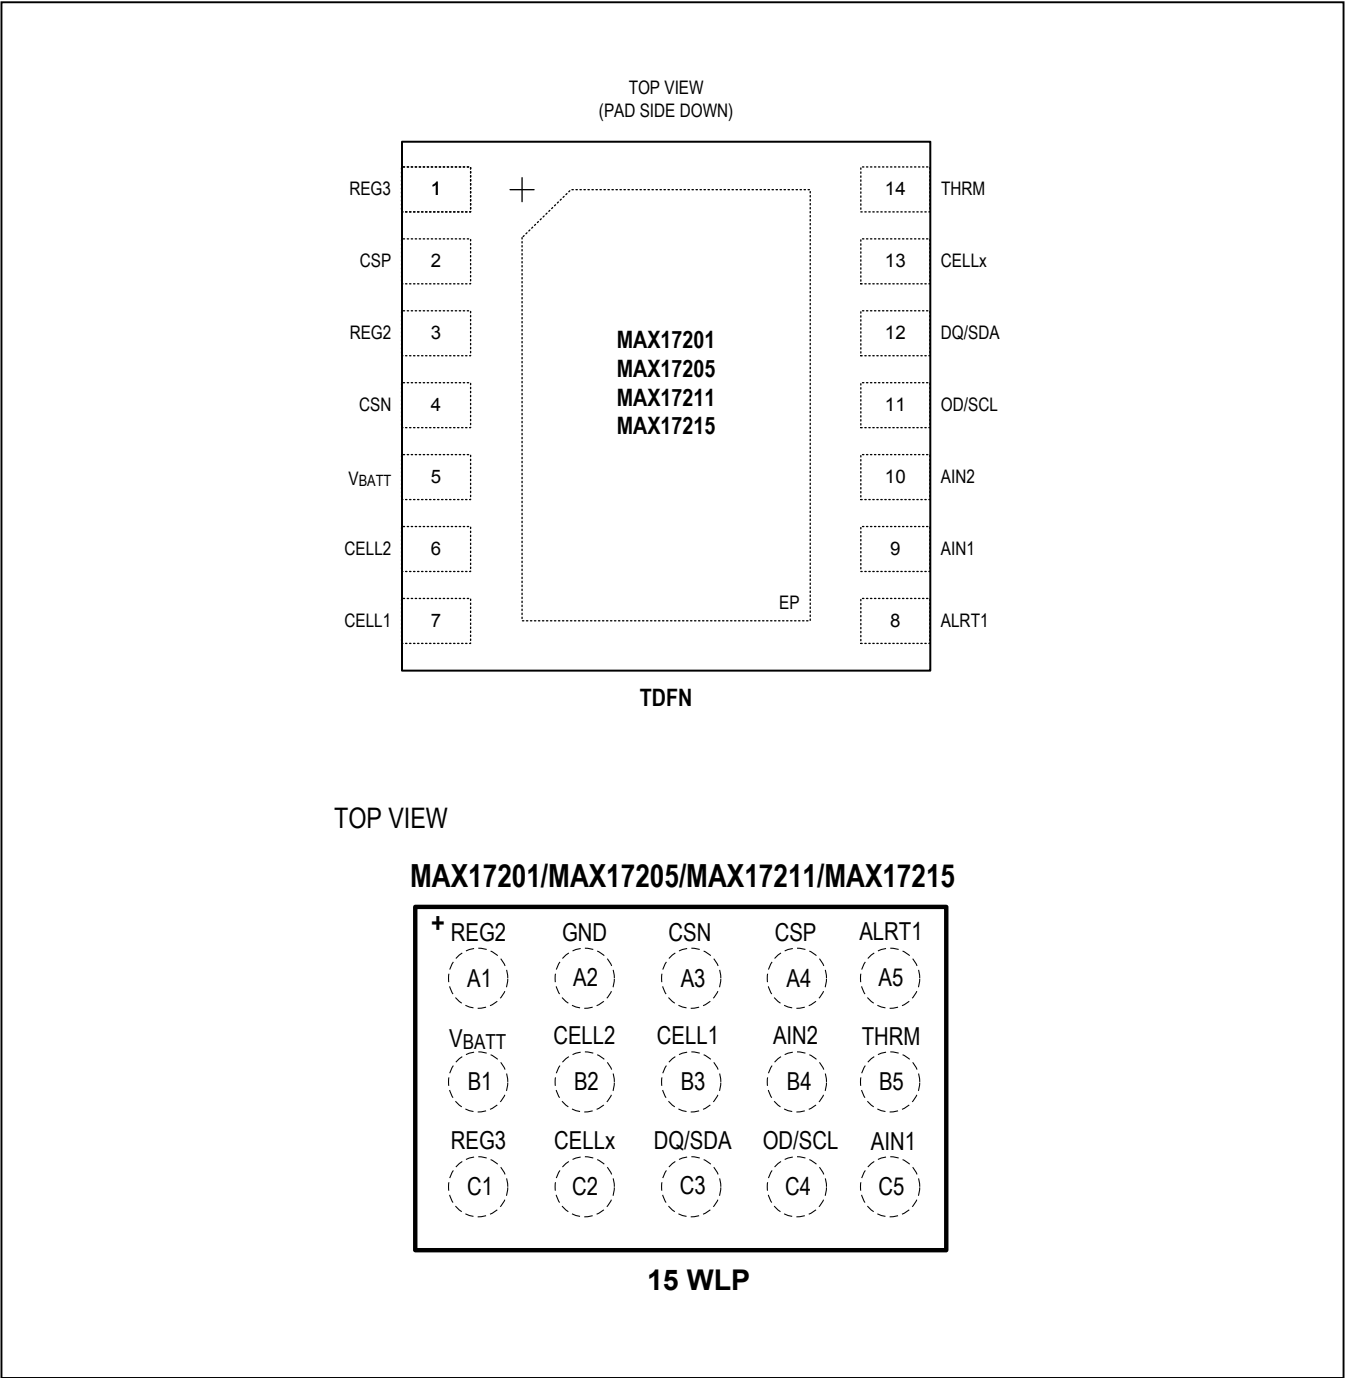 TOP VIEW
(PAD SIDE DOWN)
REG3 1 14 THRM
CSP 2 13 CELLx
REG2 3 12 DQ/SDA
MAX17201
MAX17205
MAX17211
MAX17215
CSN 4 11 OD/SCL
VBATT 5 10 AIN2
CELL2 6 9 AIN1
EP
CELL1 7 8 ALRT1
TDFN
TOP VIEW
MAX17201/MAX17205/MAX17211/MAX17215
+ REG2 GND CSN CSP ALRT1
A1 A2 A3 A4 A5
VBATT CELL2 CELL1 AIN2 THRM
B1 B2 B3 B4 B5
REG3 CELLx DQ/SDA OD/SCL AIN1
C1 C2 C3 C4 C5
15 WLP